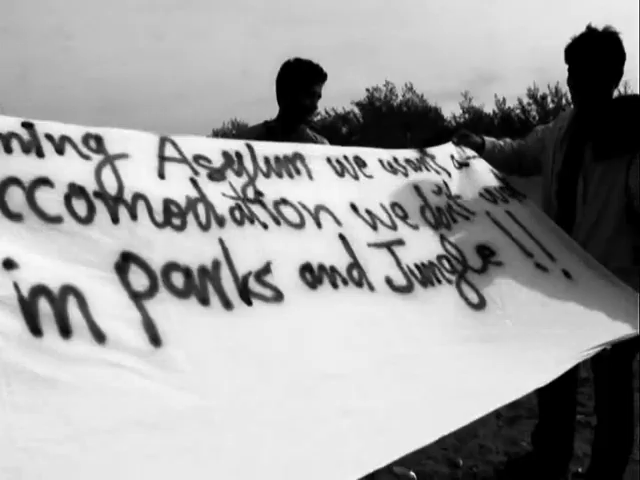 ning Asylum we want a
ccomodation we don't
in parks and Jungle !!!